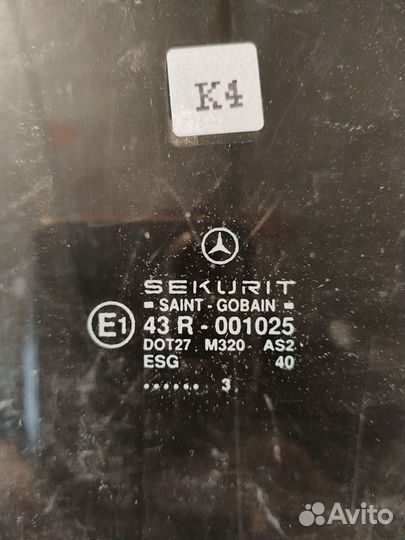 K4
SEKURIT
SAINT - GOBAIN
E1 43 R - 001025
DOT27 M320 AS2
ESG 40
...... 3
Avito